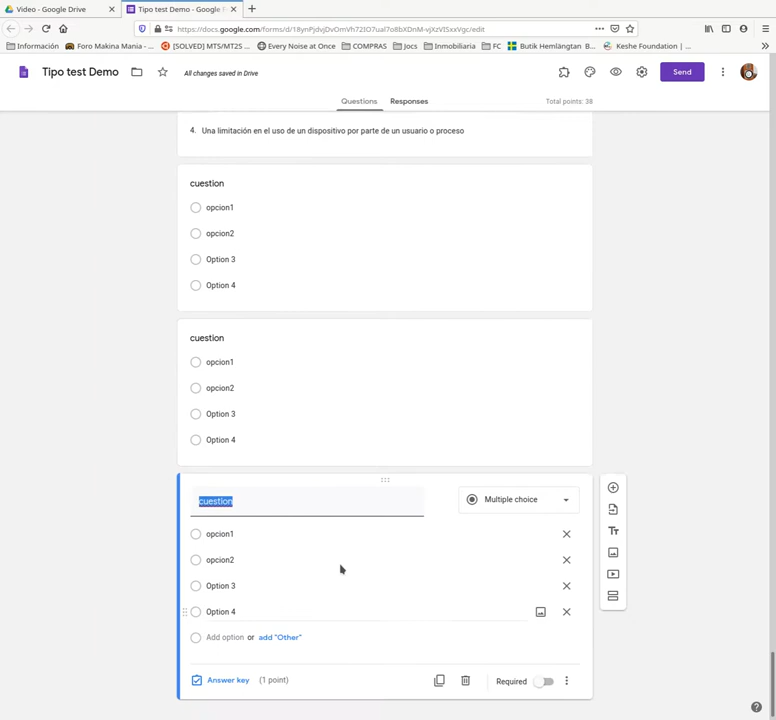 Video - Google Drive
Tipo test Demo - Google F
https://docs.google.com/forms/d/18ynPjdvjDvOmVh72IO7ual7o8bXDnM-vjXzVISxxVgc/edit
Información
Foro Makina Mania -
[SOLVED] MTS/MT2S
Every Noise at Once
COMPRAS
Jocs
Inmobiliaria
FC
Butik Hemlängtan
Keshe Foundation |
Tipo test Demo
All changes saved in Drive
Send
Questions
Responses
Total points: 38
4. Una limitación en el uso de un dispositivo por parte de un usuario o proceso
cuestion
opcion1
opcion2
Option 3
Option 4
cuestion
opcion1
opcion2
Option 3
Option 4
cuestion
Multiple choice
opcion1
opcion2
Option 3
Option 4
Add option or add "Other"
Answer key (1 point)
Required